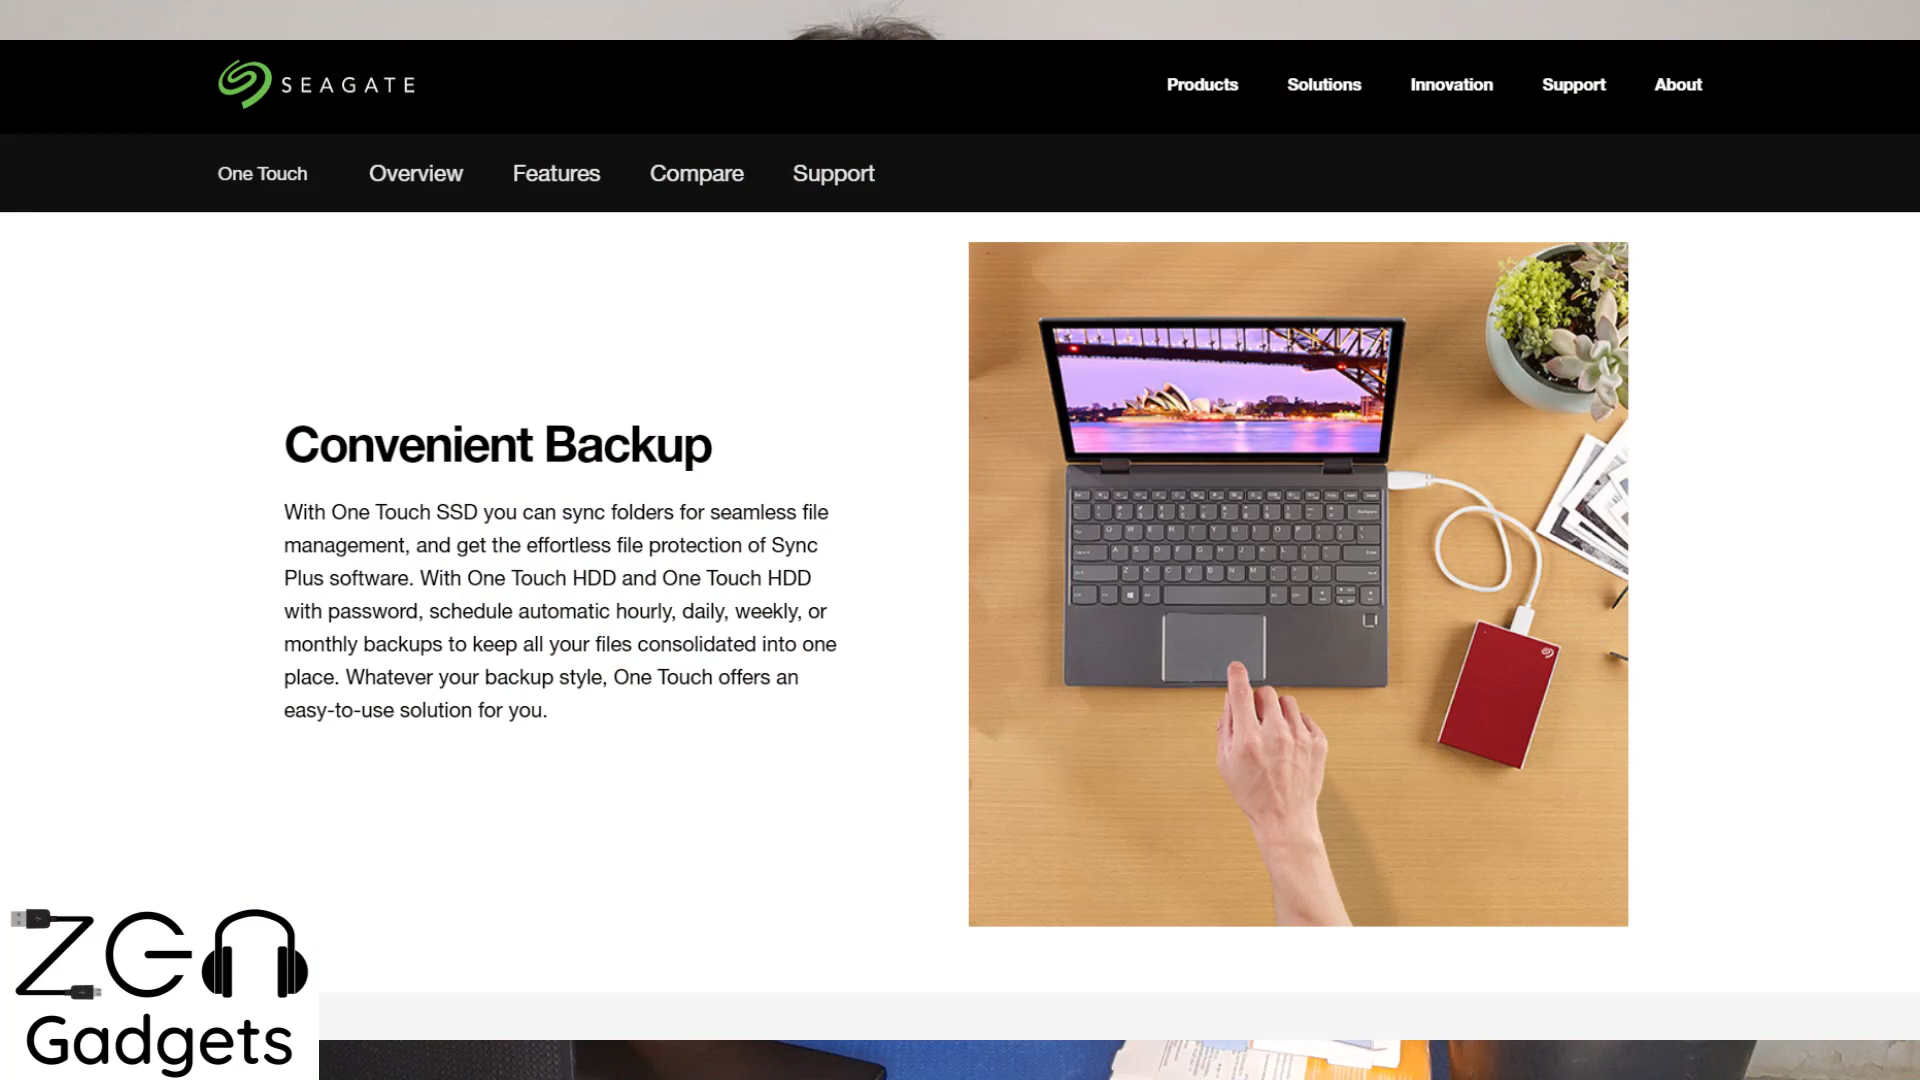 SEAGATE
Products Solutions Innovation Support About
One Touch Overview Features Compare Support
Convenient Backup
With One Touch SSD you can sync folders for seamless file
management, and get the effortless file protection of Sync
Plus software. With One Touch HDD and One Touch HDD
with password, schedule automatic hourly, daily, weekly, or
monthly backups to keep all your files consolidated into one
place. Whatever your backup style, One Touch offers an
easy-to-use solution for you.
ZGN
Gadgets